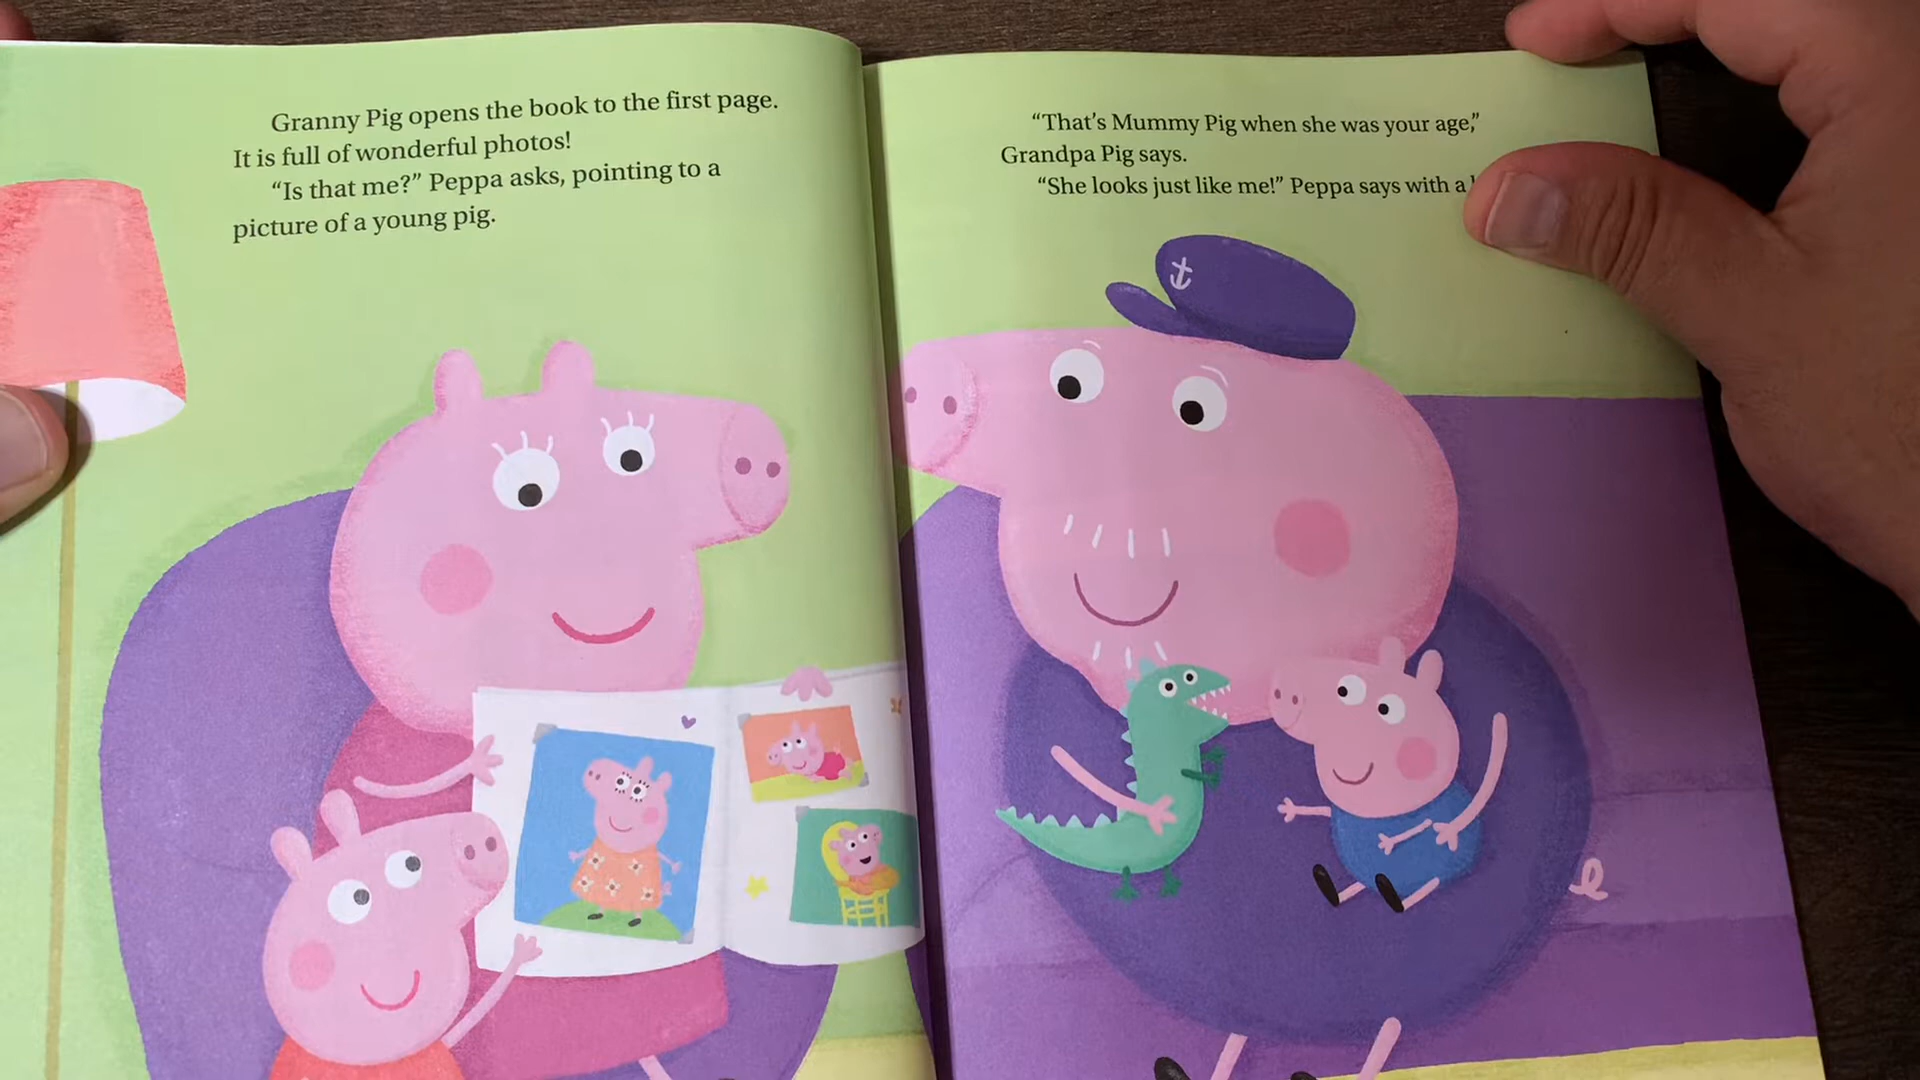 Granny Pig opens the book to the first page.
It is full of wonderful photos!
“Is that me?” Peppa asks, pointing to a
picture of a young pig.
“That’s Mummy Pig when she was your age,”
Grandpa Pig says.
“She looks just like me!” Peppa says with a